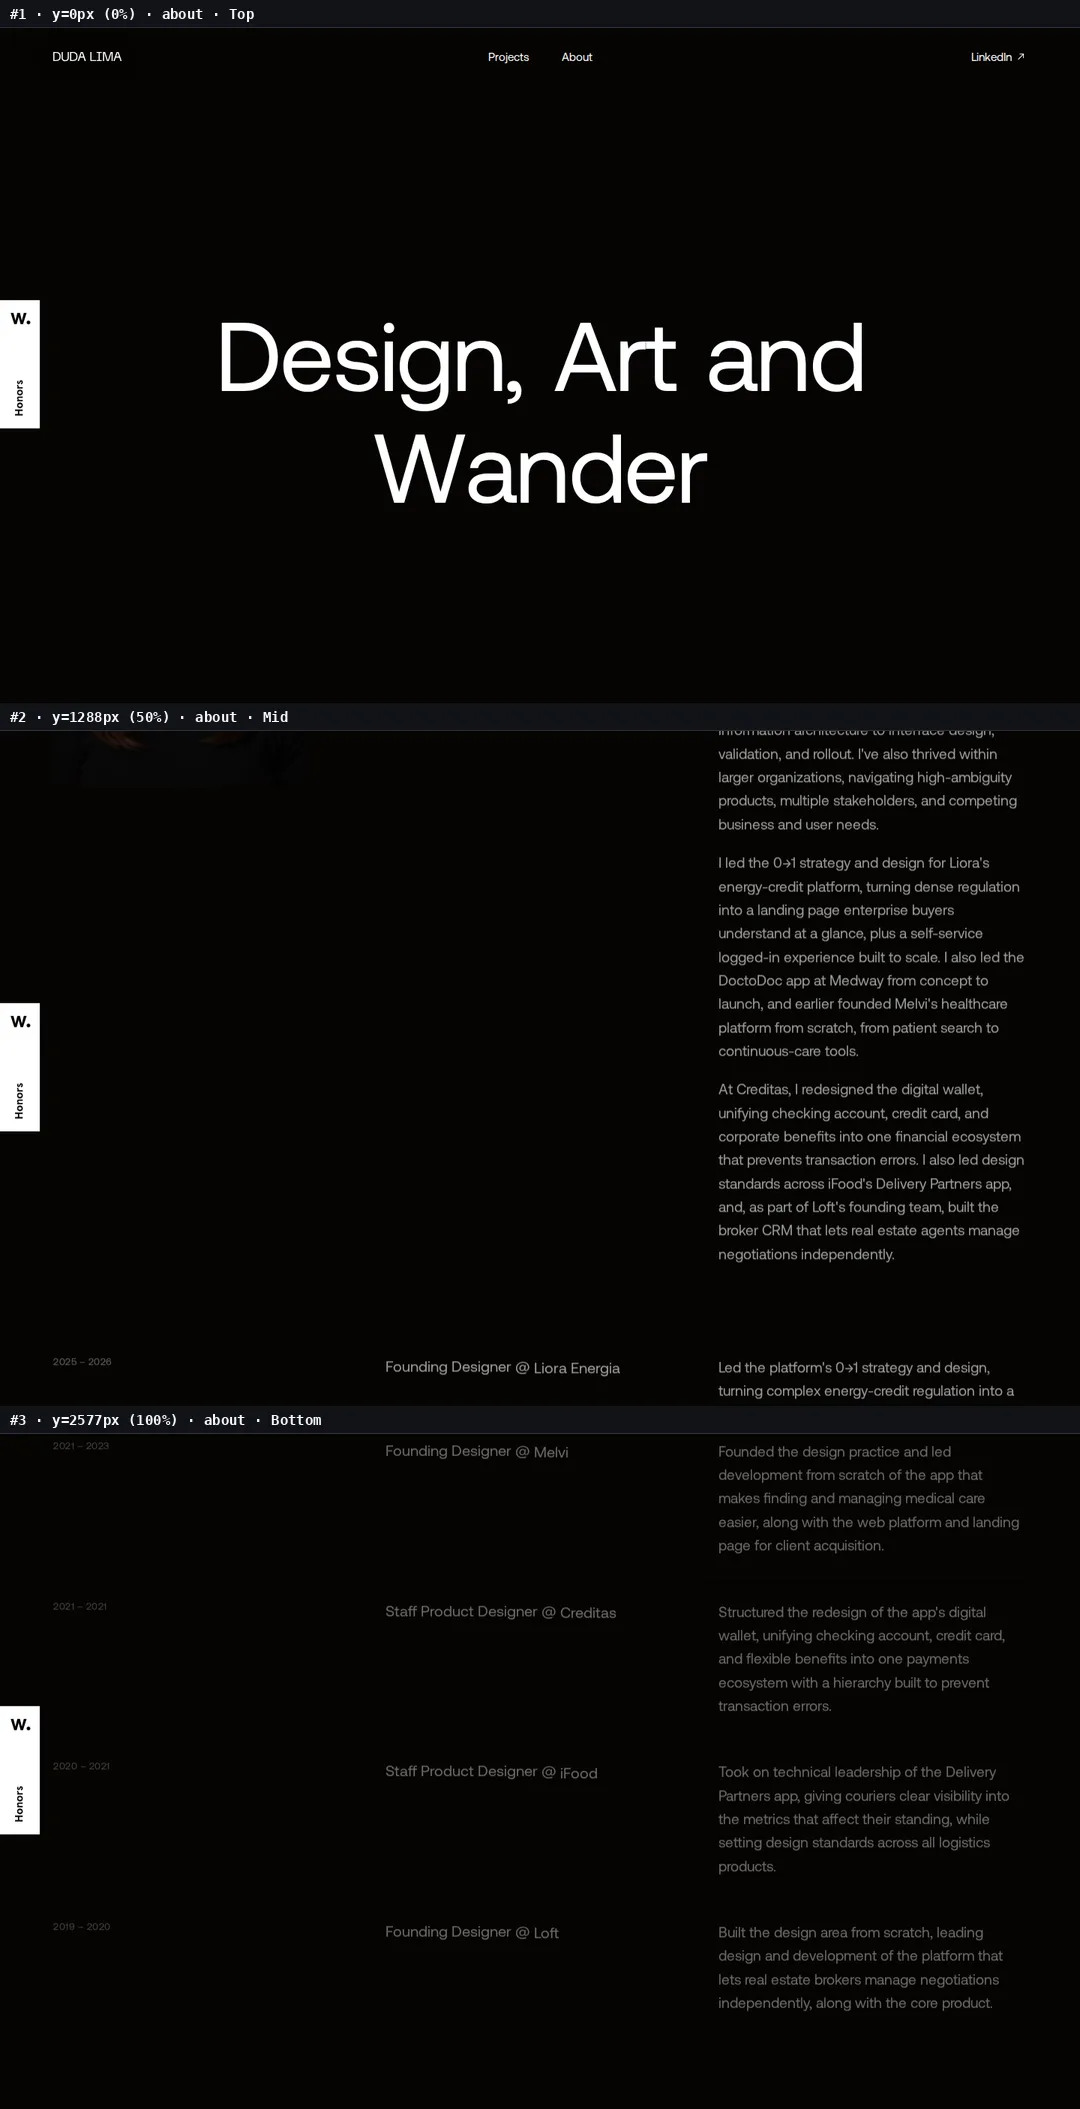 #1 · y=0px (0%) · about · Top
DUDA LIMA
Projects
About
LinkedIn ↗
W.
Honors
Design, Art and
Wander
#2 · y=1288px (50%) · about · Mid
information architecture to interface design,
validation, and rollout. I've also thrived within
larger organizations, navigating high-ambiguity
products, multiple stakeholders, and competing
business and user needs.
I led the 0→1 strategy and design for Liora's
energy-credit platform, turning dense regulation
into a landing page enterprise buyers
understand at a glance, plus a self-service
logged-in experience built to scale. I also led the
DoctoDoc app at Medway from concept to
launch, and earlier founded Melvi's healthcare
platform from scratch, from patient search to
continuous-care tools.
W.
Honors
At Creditas, I redesigned the digital wallet,
unifying checking account, credit card, and
corporate benefits into one financial ecosystem
that prevents transaction errors. I also led design
standards across iFood's Delivery Partners app,
and, as part of Loft's founding team, built the
broker CRM that lets real estate agents manage
negotiations independently.
2025 – 2026
Founding Designer @ Liora Energia
Led the platform's 0→1 strategy and design,
turning complex energy-credit regulation into a
#3 · y=2577px (100%) · about · Bottom
2021 – 2023
Founding Designer @ Melvi
Founded the design practice and led
development from scratch of the app that
makes finding and managing medical care
easier, along with the web platform and landing
page for client acquisition.
2021 – 2021
Staff Product Designer @ Creditas
Structured the redesign of the app's digital
wallet, unifying checking account, credit card,
and flexible benefits into one payments
ecosystem with a hierarchy built to prevent
transaction errors.
W.
Honors
2020 – 2021
Staff Product Designer @ iFood
Took on technical leadership of the Delivery
Partners app, giving couriers clear visibility into
the metrics that affect their standing, while
setting design standards across all logistics
products.
2019 – 2020
Founding Designer @ Loft
Built the design area from scratch, leading
design and development of the platform that
lets real estate brokers manage negotiations
independently, along with the core product.